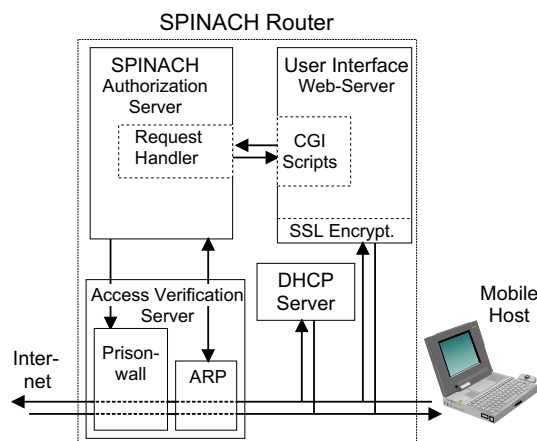 SPINACH Router
SPINACH
Authorization
Server
Request
Handler
User Interface
Web-Server
CGI
Scripts
SSL Encrypt.
Access Verification
Server
Prison-
wall
ARP
DHCP
Server
Mobile
Host
Inter-
net